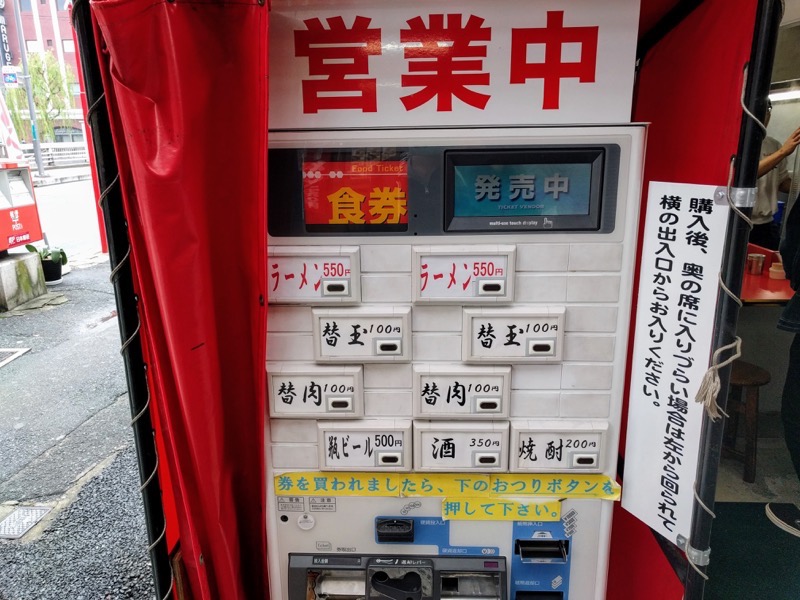 営業中
Food Ticket
食券
発売中
TICKET VENDOR
multi-use touch display
ラーメン 550円
ラーメン 550円
替玉 100円
替玉 100円
替肉 100円
替肉 100円
瓶ビール 500円
酒 350円
焼酎 200円
券を買われましたら、下のおつりボタンを
押して下さい。
購入後、奥の席に入りづらい場合は左から回られて
横の出入口からお入りください。